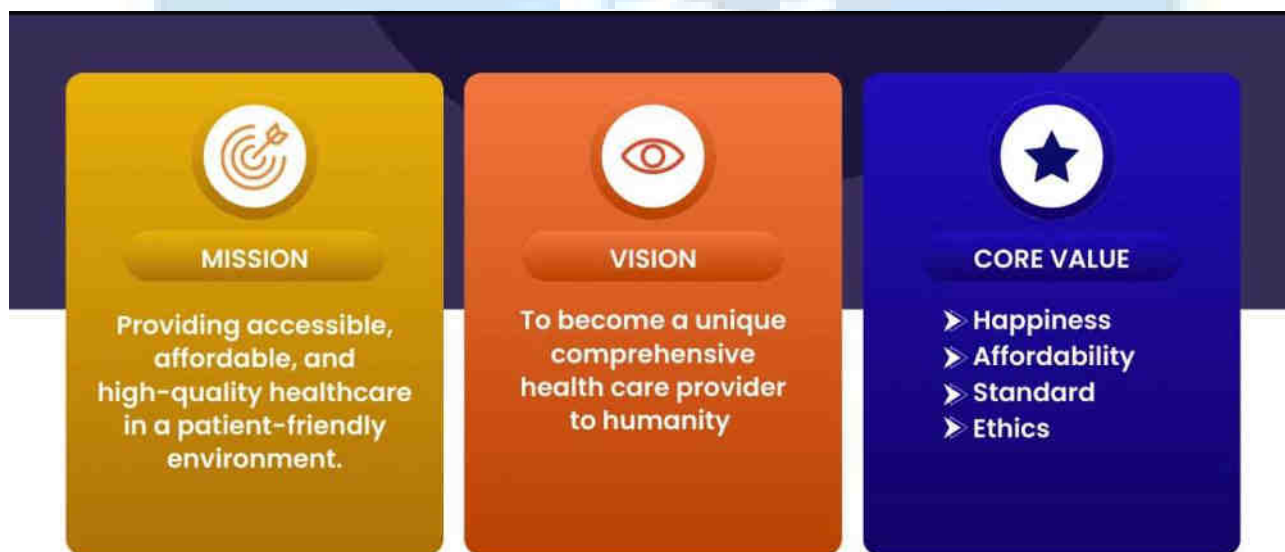 MISSION
Providing accessible,
affordable, and
high-quality healthcare
in a patient-friendly
environment.
VISION
To become a unique
comprehensive
health care provider
to humanity
CORE VALUE
Happiness
Affordability
Standard
Ethics